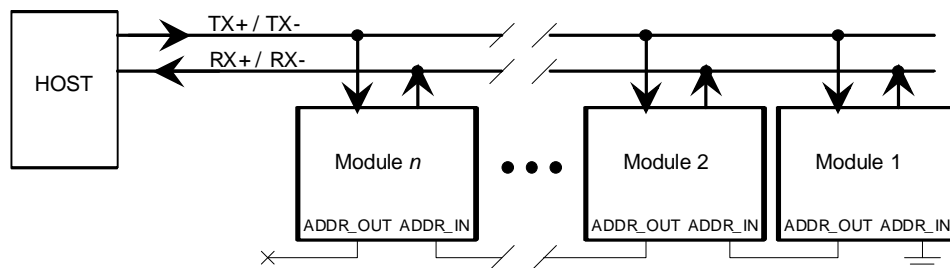 TX+ / TX-
RX+ / RX-
HOST
Module n
Module 2
Module 1
ADDR_OUT ADDR_IN
ADDR_OUT ADDR_IN
ADDR_OUT ADDR_IN